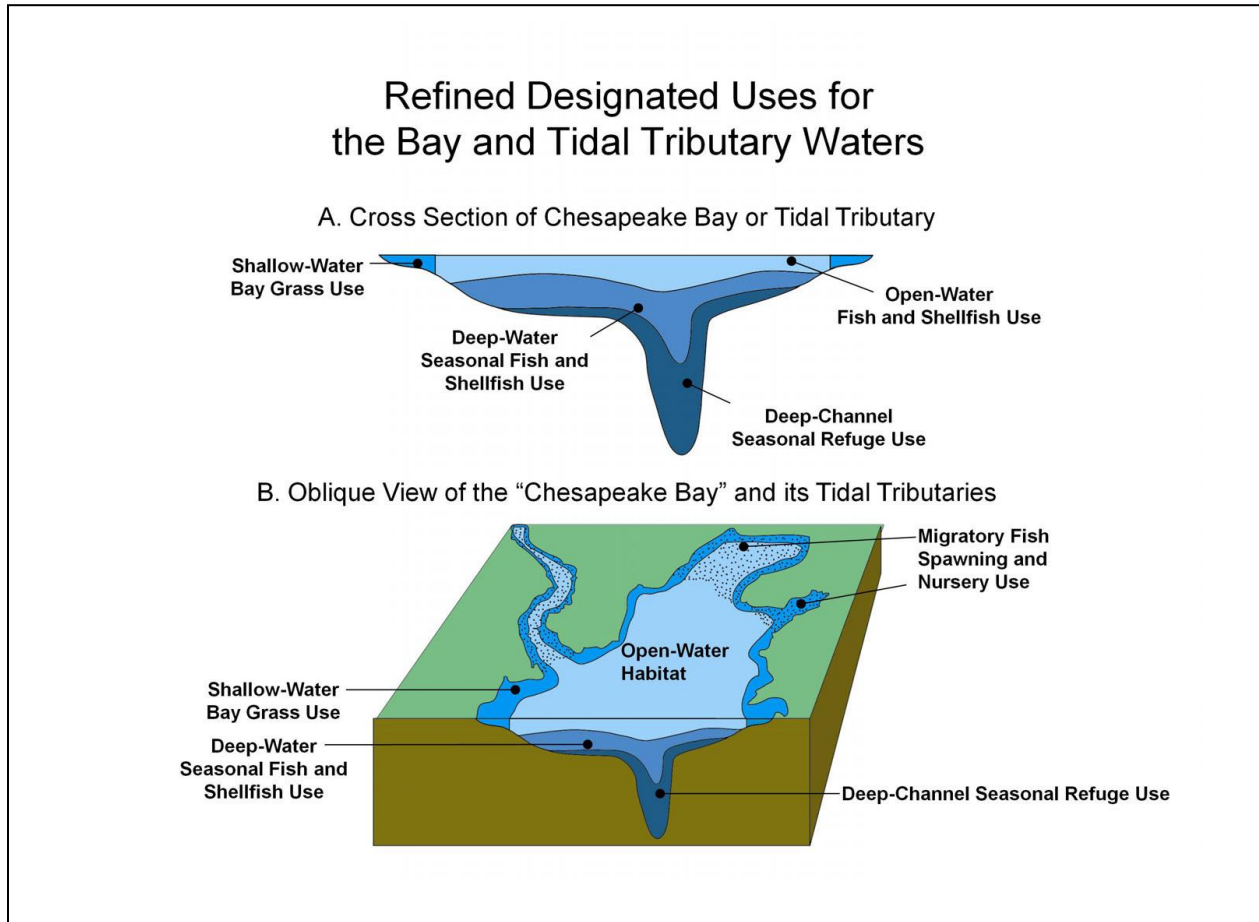 Refined Designated Uses for
the Bay and Tidal Tributary Waters
A. Cross Section of Chesapeake Bay or Tidal Tributary
Shallow-Water
Bay Grass Use
Open-Water
Fish and Shellfish Use
Deep-Water
Seasonal Fish and
Shellfish Use
Deep-Channel
Seasonal Refuge Use
B. Oblique View of the “Chesapeake Bay” and its Tidal Tributaries
Migratory Fish
Spawning and
Nursery Use
Open-Water
Habitat
Shallow-Water
Bay Grass Use
Deep-Water
Seasonal Fish and
Shellfish Use
Deep-Channel Seasonal Refuge Use